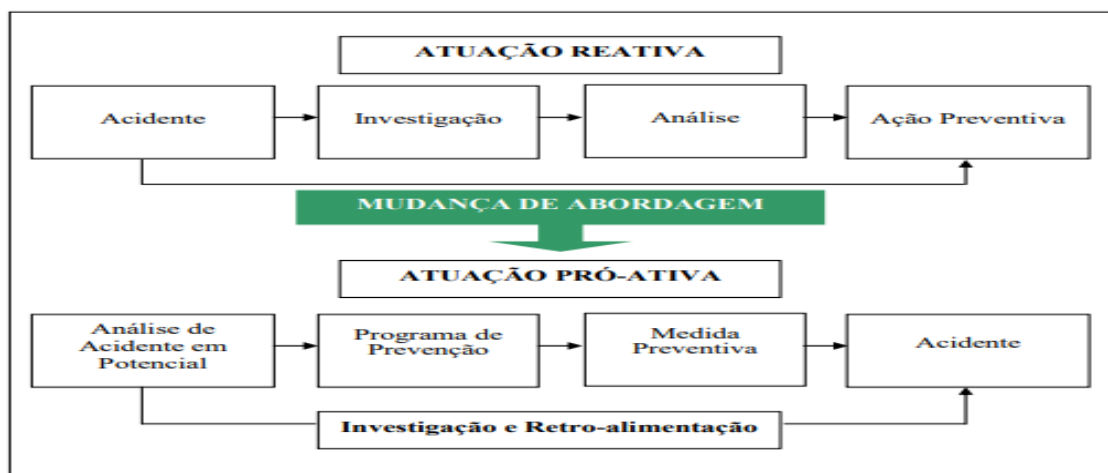 ATUAÇÃO REATIVA
Acidente
Investigação
Análise
Ação Preventiva
MUDANÇA DE ABORDAGEM
ATUAÇÃO PRÓ-ATIVA
Análise de
Acidente em
Potencial
Programa de
Prevenção
Medida
Preventiva
Acidente
Investigação e Retro-alimentação